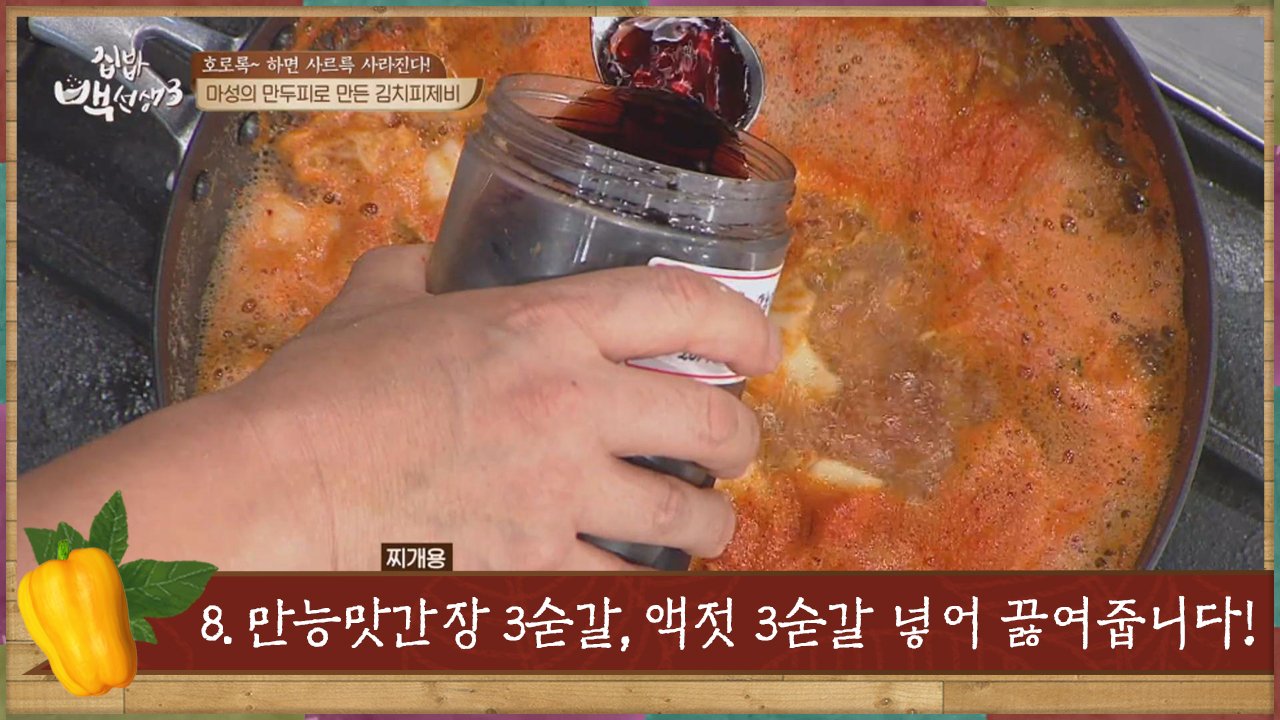 집밥
백선생3
호로록~ 하면 사르륵 사라진다!
마성의 만두피로 만든 김치피제비
찌개용
8. 만능맛간장 3숟갈, 액젓 3숟갈 넣어 끓여줍니다!